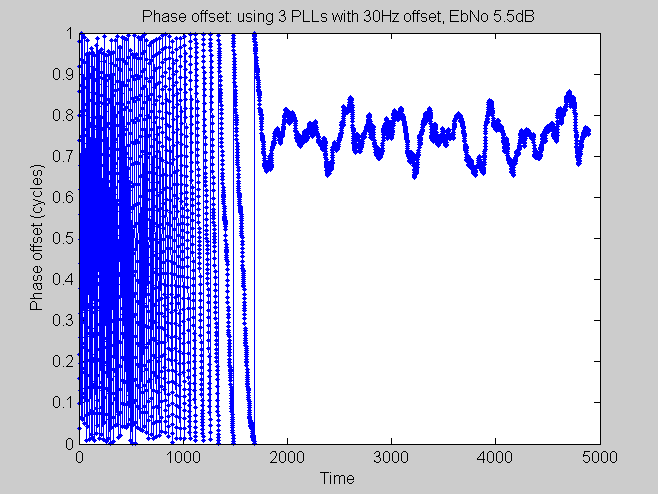 Phase offset: using 3 PLLs with 30Hz offset, EbNo 5.5dB
1
0.9
0.8
0.7
0.6
0.5
0.4
0.3
0.2
0.1
0
Phase offset (cycles)
0 1000 2000 3000 4000 5000
Time